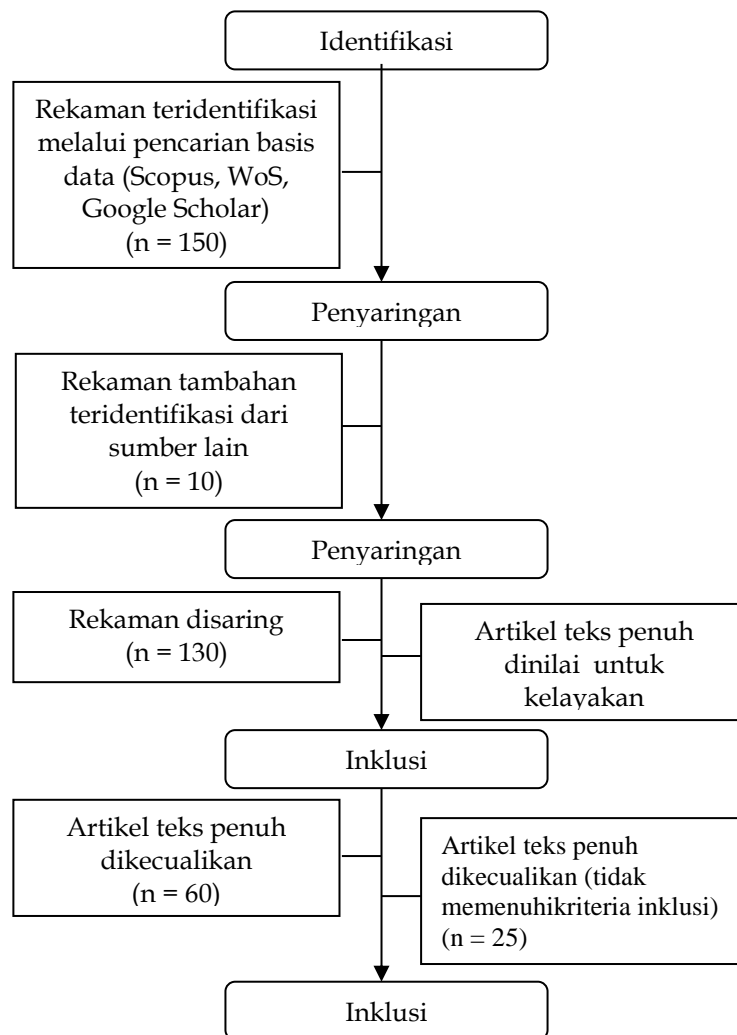 Identifikasi
Rekaman teridentifikasi
melalui pencarian basis
data (Scopus, WoS,
Google Scholar)
(n = 150)
Penyaringan
Rekaman tambahan
teridentifikasi dari
sumber lain
(n = 10)
Penyaringan
Rekaman disaring
(n = 130)
Artikel teks penuh
dinilai untuk
kelayakan
Inklusi
Artikel teks penuh
dikecualikan
(n = 60)
Artikel teks penuh
dikecualikan (tidak
memenuhikriteria inklusi)
(n = 25)
Inklusi